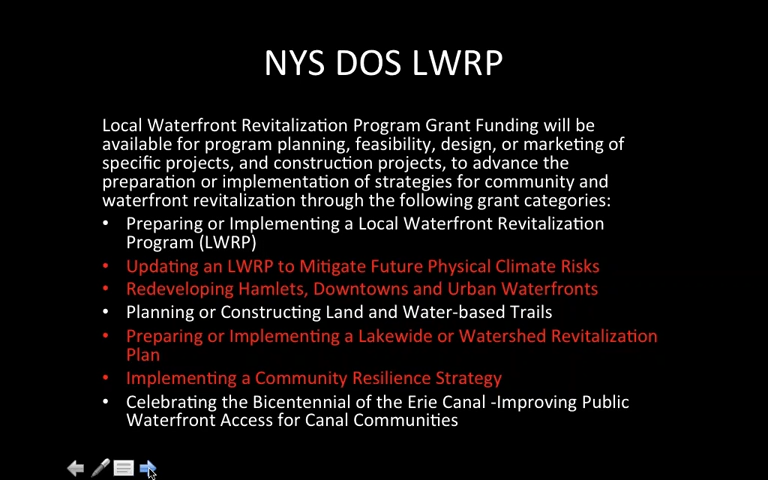 NYS DOS LWRP
Local Waterfront Revitalization Program Grant Funding will be
available for program planning, feasibility, design, or marketing of
specific projects, and construction projects, to advance the
preparation or implementation of strategies for community and
waterfront revitalization through the following grant categories:
• Preparing or Implementing a Local Waterfront Revitalization
Program (LWRP)
• Updating an LWRP to Mitigate Future Physical Climate Risks
• Redeveloping Hamlets, Downtowns and Urban Waterfronts
• Planning or Constructing Land and Water-based Trails
• Preparing or Implementing a Lakewide or Watershed Revitalization
Plan
• Implementing a Community Resilience Strategy
• Celebrating the Bicentennial of the Erie Canal -Improving Public
Waterfront Access for Canal Communities